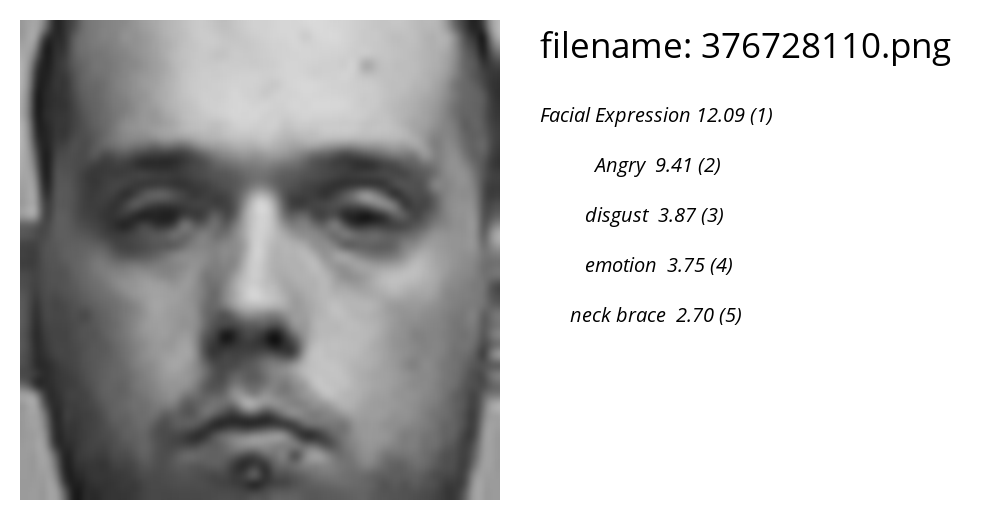 filename: 376728110.png
Facial Expression 12.09 (1)
Angry 9.41 (2)
disgust 3.87 (3)
emotion 3.75 (4)
neck brace 2.70 (5)